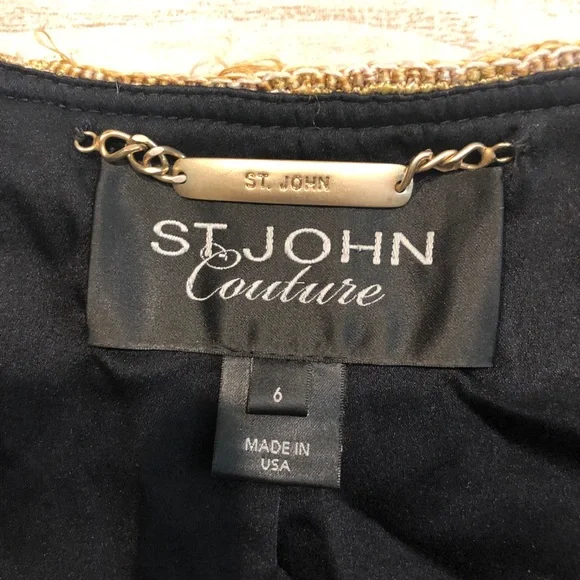 ST. JOHN
ST. JOHN
Couture
6
MADE IN
USA